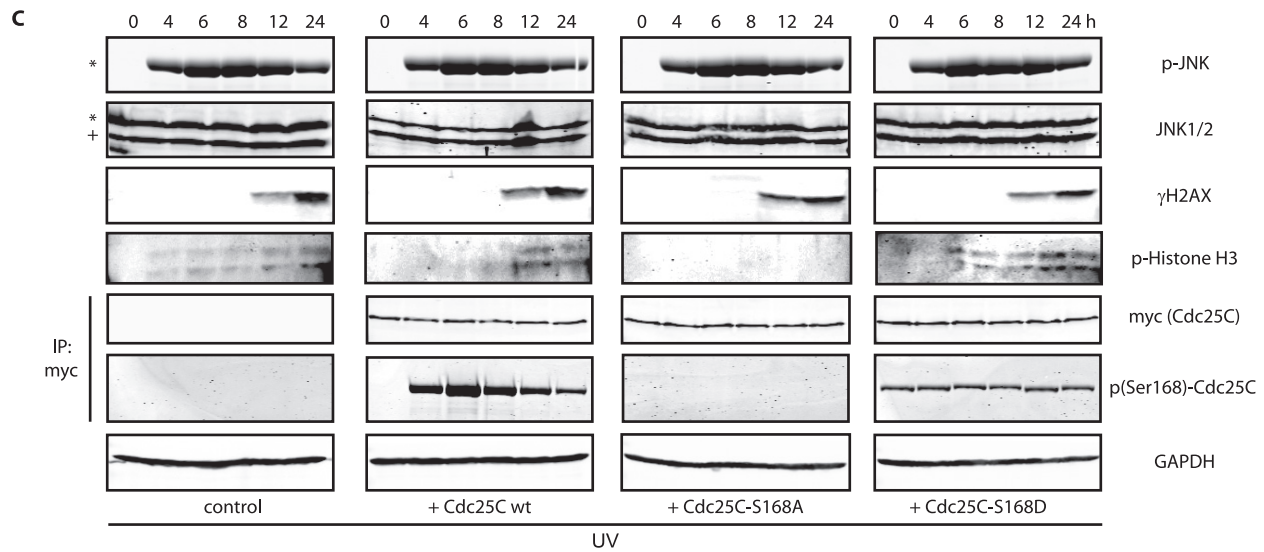 C
0 4 6 8 12 24 0 4 6 8 12 24 0 4 6 8 12 24 0 4 6 8 12 24 h
* p-JNK
*
+ JNK1/2
γH2AX
p-Histone H3
myc (Cdc25C)
IP:
myc
p(Ser168)-Cdc25C
GAPDH
control + Cdc25C wt + Cdc25C-S168A + Cdc25C-S168D
UV